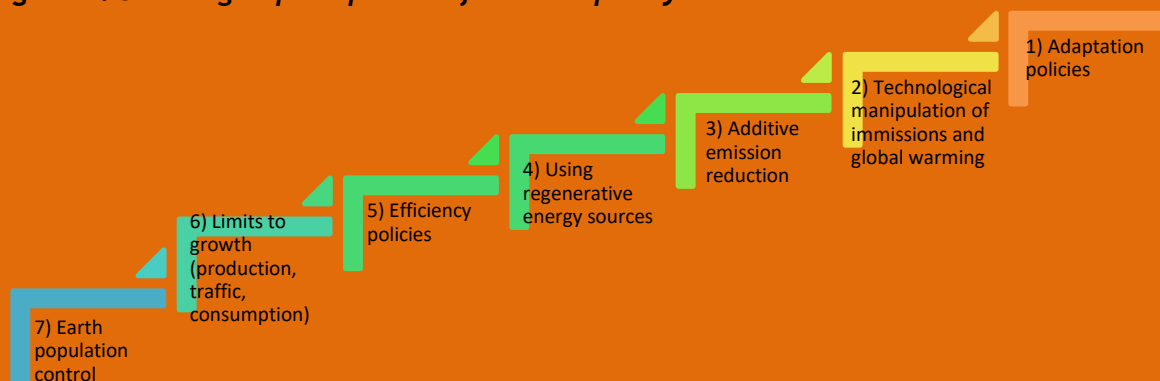 1) Adaptation
policies
2) Technological
manipulation of
immissions and
global warming
3) Additive
emission
reduction
4) Using
regenerative
energy sources
5) Efficiency
policies
6) Limits to
growth
(production,
traffic,
consumption)
7) Earth
population
control